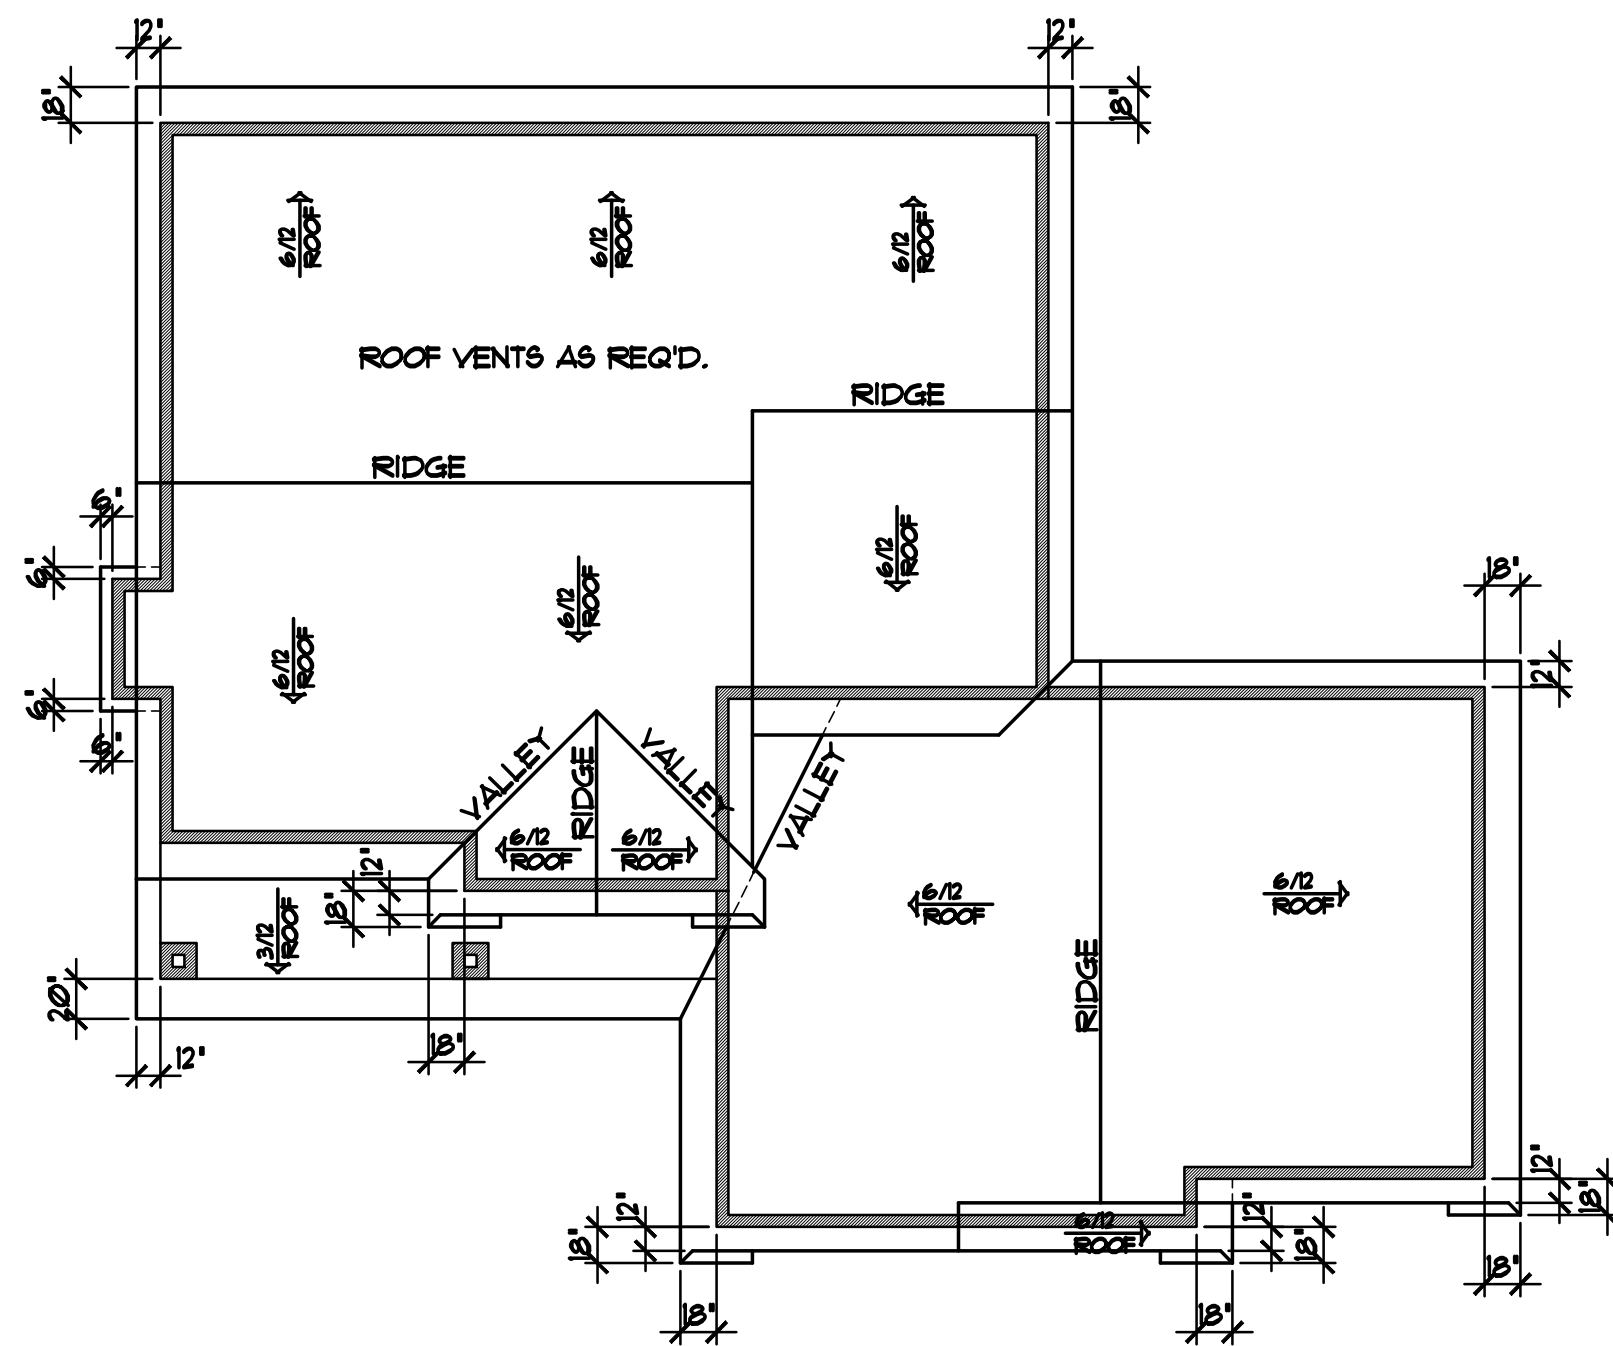 12" 12"
18" 18"
6/12 ROOF
6/12 ROOF
6/12 ROOF
ROOF VENTS AS REQ'D.
RIDGE
RIDGE
6"
6"
6/12 ROOF
6/12 ROOF
6/12 ROOF
18"
12"
6"
6"
VALLEY
RIDGE
VALLEY
VALLEY
6/12 ROOF
6/12 ROOF
12"
18"
6/12 ROOF
6/12 ROOF
3/12 ROOF
RIDGE
20"
12"
18"
12"
18"
12"
18"
6/12 ROOF
12"
18"
18"
18"
18"